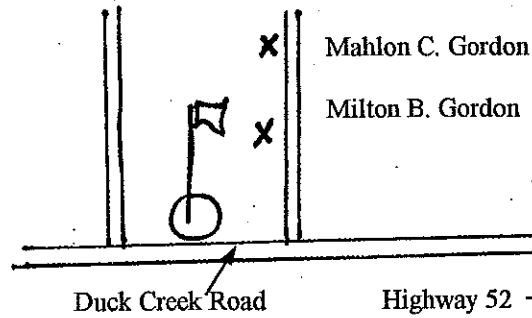 Mahlon C. Gordon
Milton B. Gordon
Duck Creek Road
Highway 52